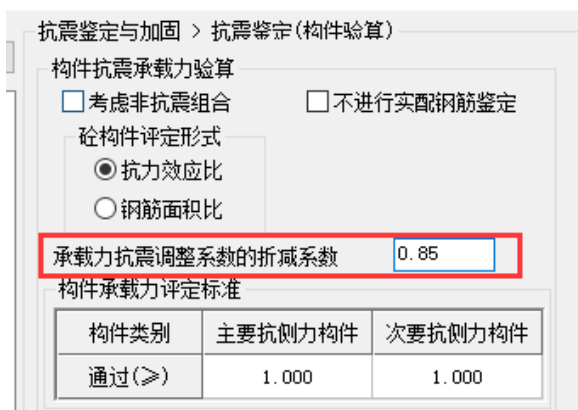 抗震鉴定与加固 > 抗震鉴定(构件验算)
构件抗震承载力验算
考虑非抗震组合 不进行实配钢筋鉴定
砼构件评定形式
抗力效应比
钢筋面积比
承载力抗震调整系数的折减系数 0.85
构件承载力评定标准
构件类别 主要抗侧力构件 次要抗侧力构件
通过(≥) 1.000 1.000